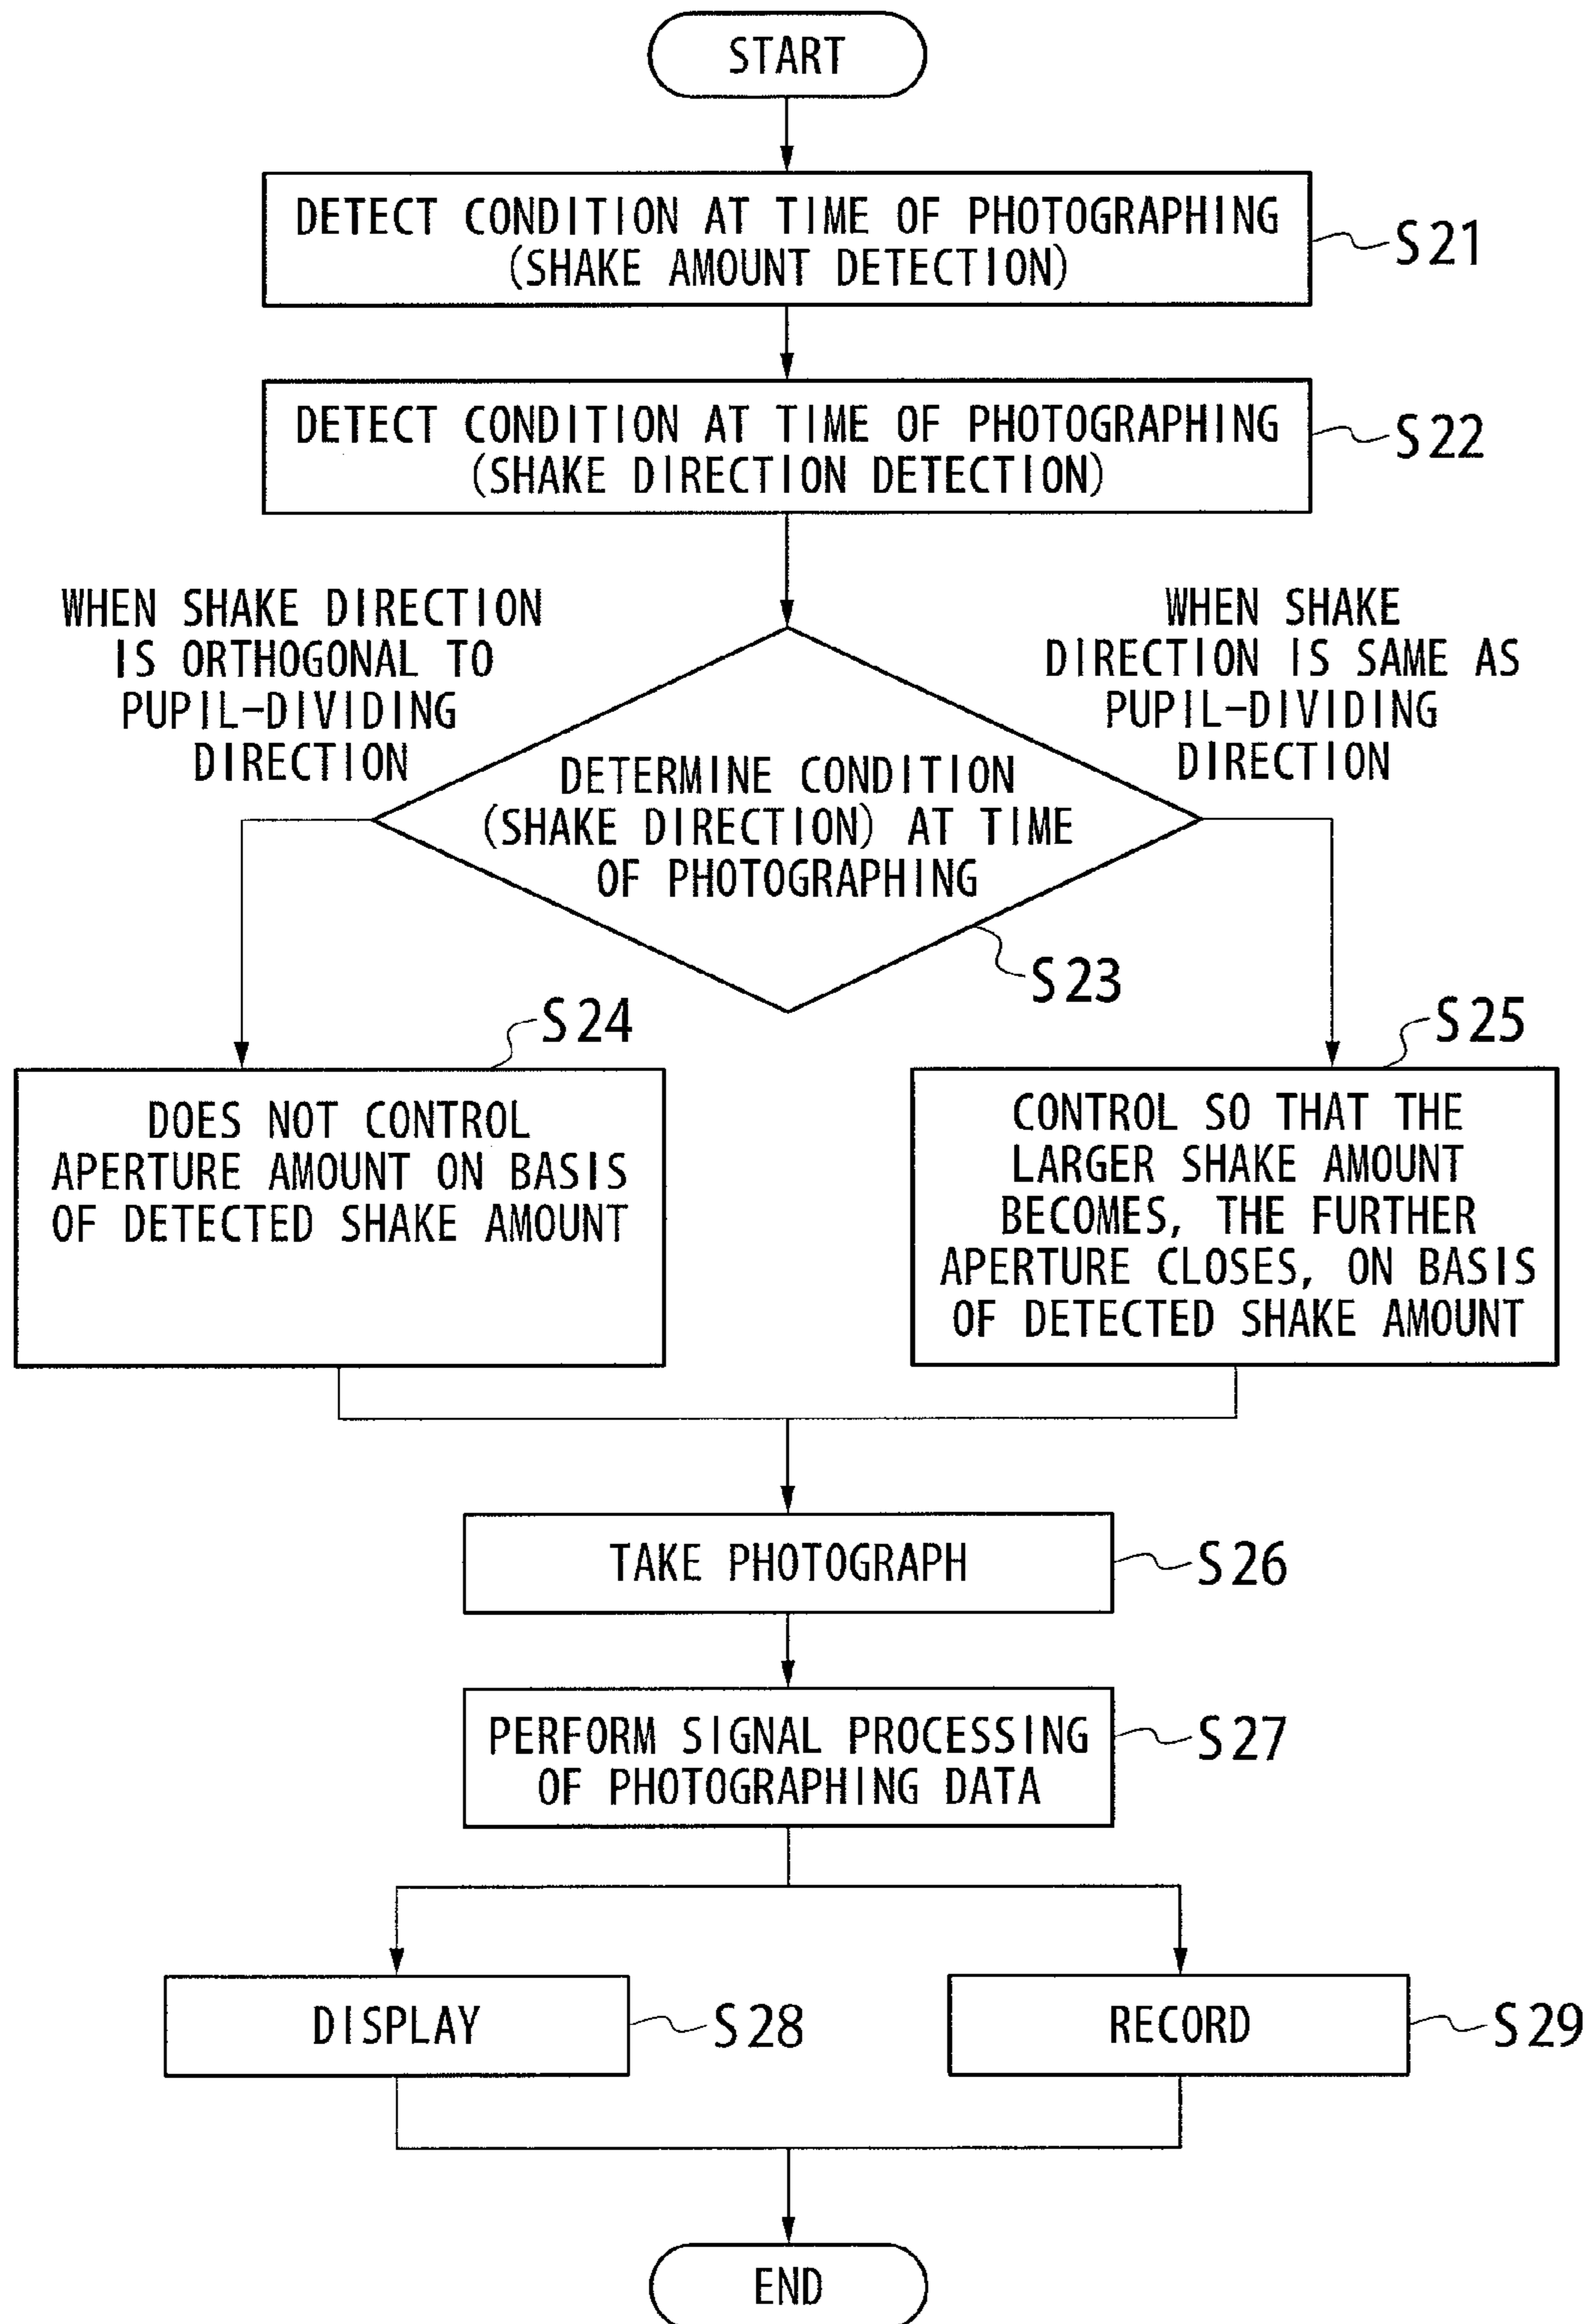 START
DETECT CONDITION AT TIME OF PHOTOGRAPHING
(SHAKE AMOUNT DETECTION)
S21
DETECT CONDITION AT TIME OF PHOTOGRAPHING
(SHAKE DIRECTION DETECTION)
S22
WHEN SHAKE DIRECTION
IS ORTHOGONAL TO
PUPIL-DIVIDING
DIRECTION
WHEN SHAKE
DIRECTION IS SAME AS
PUPIL-DIVIDING
DIRECTION
DETERMINE CONDITION
(SHAKE DIRECTION) AT TIME
OF PHOTOGRAPHING
S23
S24
DOES NOT CONTROL
APERTURE AMOUNT ON BASIS
OF DETECTED SHAKE AMOUNT
S25
CONTROL SO THAT THE
LARGER SHAKE AMOUNT
BECOMES, THE FURTHER
APERTURE CLOSES, ON BASIS
OF DETECTED SHAKE AMOUNT
TAKE PHOTOGRAPH
S26
PERFORM SIGNAL PROCESSING
OF PHOTOGRAPHING DATA
S27
DISPLAY
S28
RECORD
S29
END